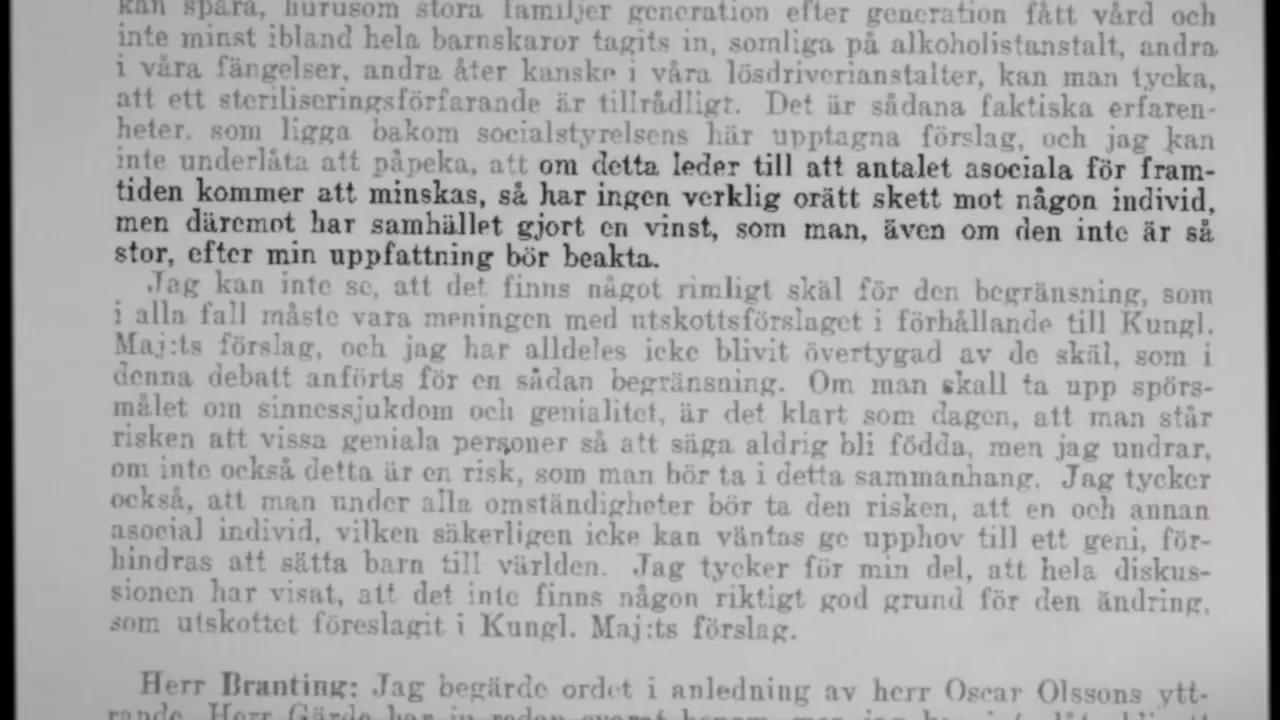 kan spåra, hurusom stora familjer generation efter generation fått vård och
inte minst ibland hela barnskaror tagits in, somliga på alkoholistanstalt, andra
i våra fängelser, andra åter kanske i våra lösdriverianstalter, kan man tycka,
att ett steriliseringsförfarande är tillrådligt. Det är sådana faktiska erfaren-
heter, som ligga bakom socialstyrelsens här upptagna förslag, och jag kan
inte underlåta att påpeka, att om detta leder till att antalet asociala för fram-
tiden kommer att minskas, så har ingen verklig orätt skett mot någon individ,
men däremot har samhället gjort en vinst, som man, även om den inte är så
stor, efter min uppfattning bör beakta.
Jag kan inte se, att det finns något rimligt skäl för den begränsning, som
i alla fall måste vara meningen med utskottsförslaget i förhållande till Kungl.
Maj:ts förslag, och jag har alldeles icke blivit övertygad av de skäl, som i
denna debatt anförts för en sådan begränsning. Om man skall ta upp spörs-
målet om sinnessjukdom och genialitet, är det klart som dagen, att man står
risken att vissa geniala personer så att säga aldrig bli födda, men jag undrar,
om inte också detta är en risk, som man bör ta i detta sammanhang. Jag tycker
också, att man under alla omständigheter bör ta den risken, att en och annan
asocial individ, vilken säkerligen icke kan väntas ge upphov till ett geni, för-
hindras att sätta barn till världen. Jag tycker för min del, att hela diskus-
sionen har visat, att det inte finns någon riktigt god grund för den ändring,
som utskottet föreslagit i Kungl. Maj:ts förslag.
Herr Branting: Jag begärde ordet i anledning av herr Oscar Olssons ytt-
rande. Herr Gärde har ju redan